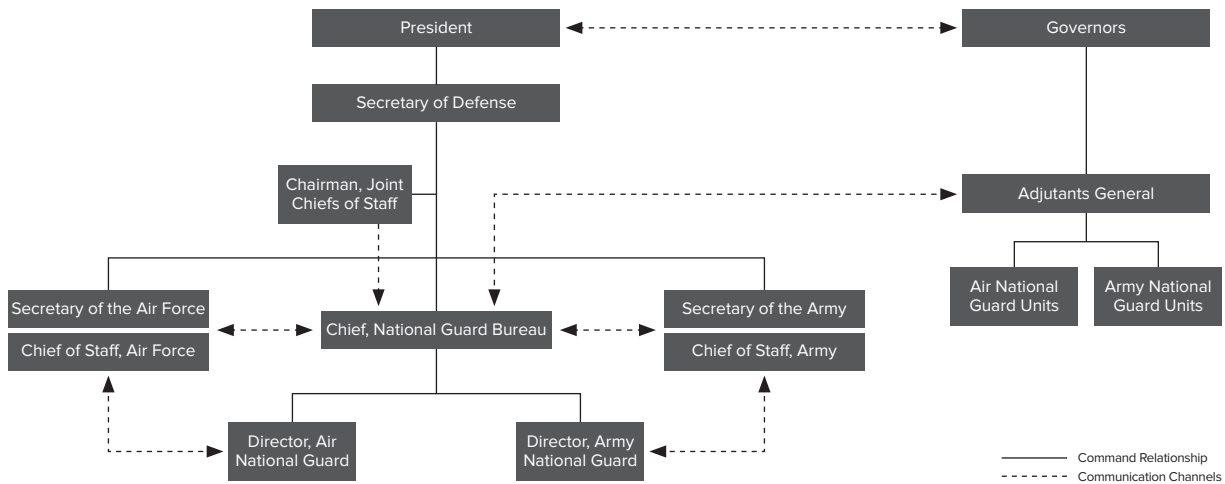 President
Governors
Secretary of Defense
Chairman, Joint
Chiefs of Staff
Adjutants General
Air National
Guard Units
Army National
Guard Units
Secretary of the Air Force
Chief of Staff, Air Force
Chief, National Guard Bureau
Secretary of the Army
Chief of Staff, Army
Director, Air
National Guard
Director, Army
National Guard
Command Relationship
Communication Channels